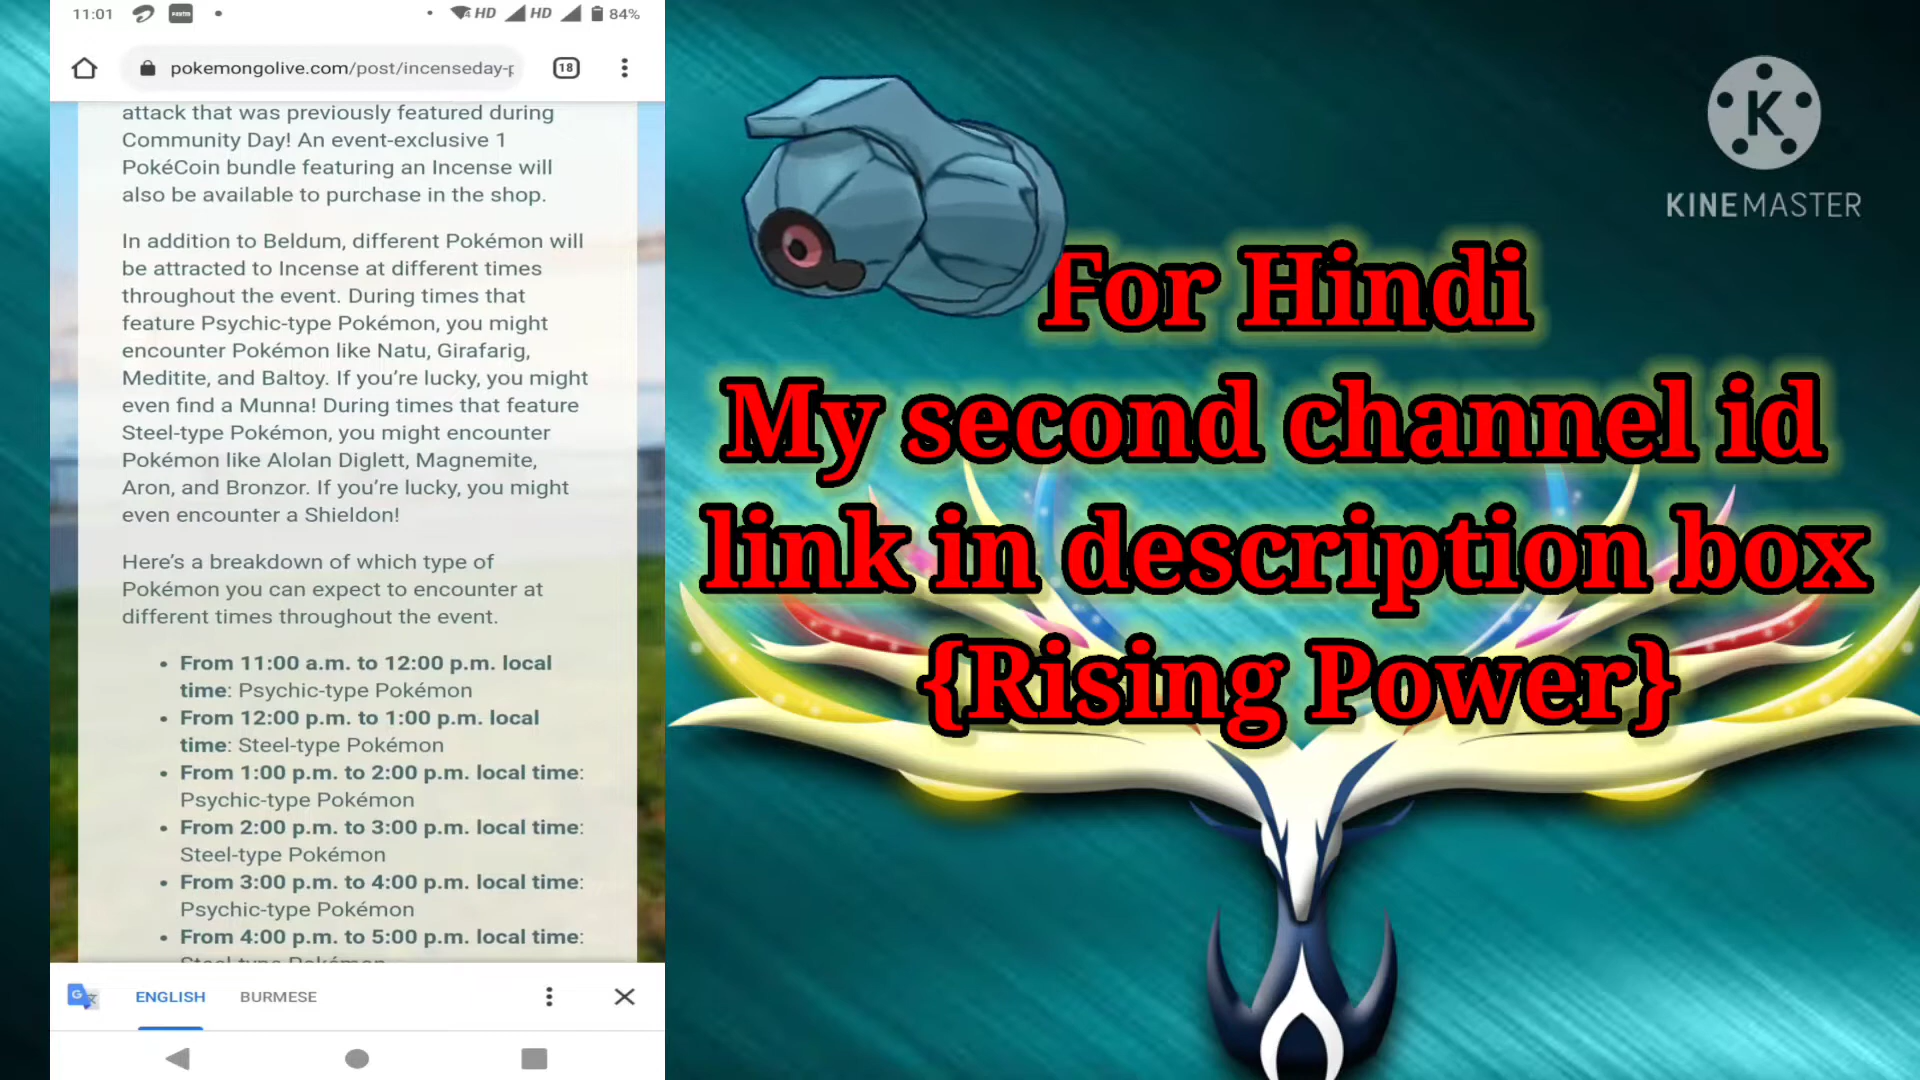 11:01
HD
HD
84%
pokemongolive.com/post/incenseday-p
18
attack that was previously featured during
Community Day! An event-exclusive 1
PokéCoin bundle featuring an Incense will
also be available to purchase in the shop.
In addition to Beldum, different Pokémon will
be attracted to Incense at different times
throughout the event. During times that
feature Psychic-type Pokémon, you might
encounter Pokémon like Natu, Girafarig,
Meditite, and Baltoy. If you’re lucky, you might
even find a Munna! During times that feature
Steel-type Pokémon, you might encounter
Pokémon like Alolan Diglett, Magnemite,
Aron, and Bronzor. If you’re lucky, you might
even encounter a Shieldon!
Here’s a breakdown of which type of
Pokémon you can expect to encounter at
different times throughout the event.
• From 11:00 a.m. to 12:00 p.m. local
time: Psychic-type Pokémon
• From 12:00 p.m. to 1:00 p.m. local
time: Steel-type Pokémon
• From 1:00 p.m. to 2:00 p.m. local time:
Psychic-type Pokémon
• From 2:00 p.m. to 3:00 p.m. local time:
Steel-type Pokémon
• From 3:00 p.m. to 4:00 p.m. local time:
Psychic-type Pokémon
• From 4:00 p.m. to 5:00 p.m. local time:
Steel-type Pokémon
ENGLISH
BURMESE
K
KINEMASTER
For Hindi
My second channel id
link in description box
{Rising Power}